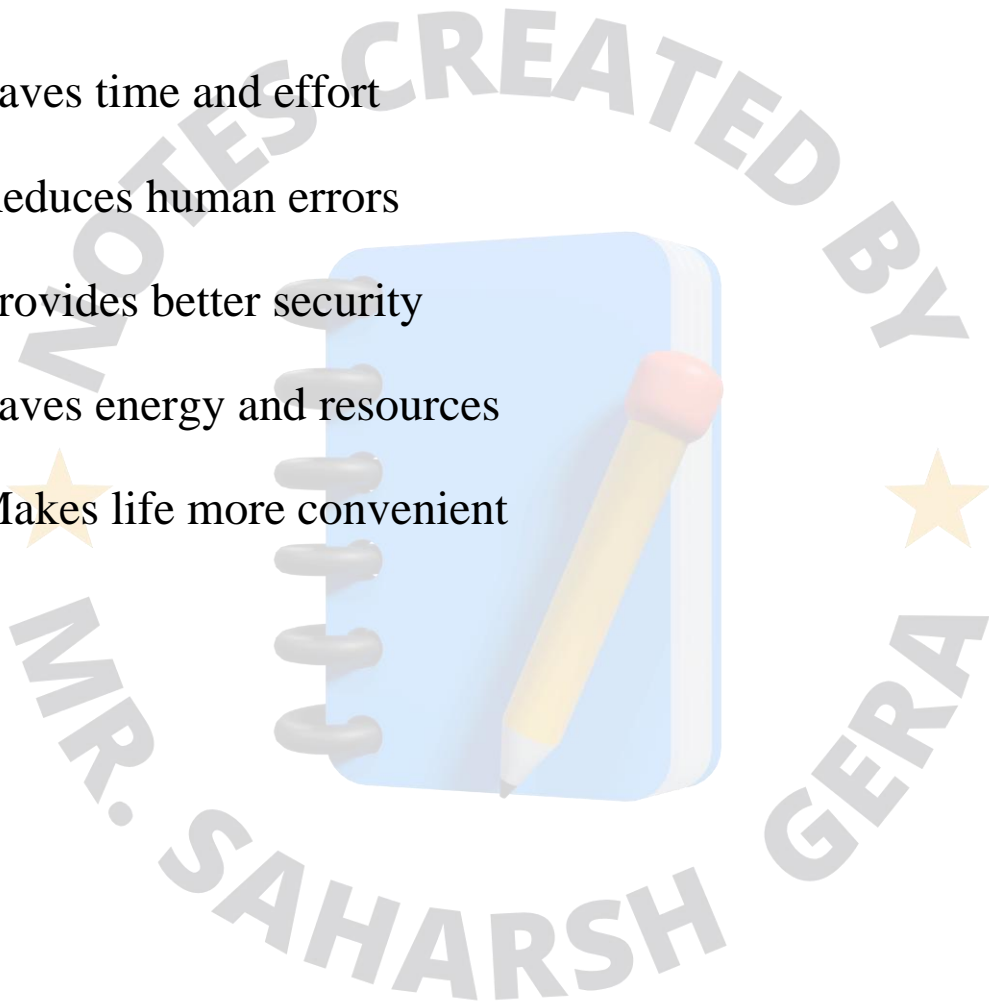 aves time and effort
educes human errors
rovides better security
aves energy and resources
Makes life more convenient
NOTES CREATED BY
MR. SAHARSH GERA